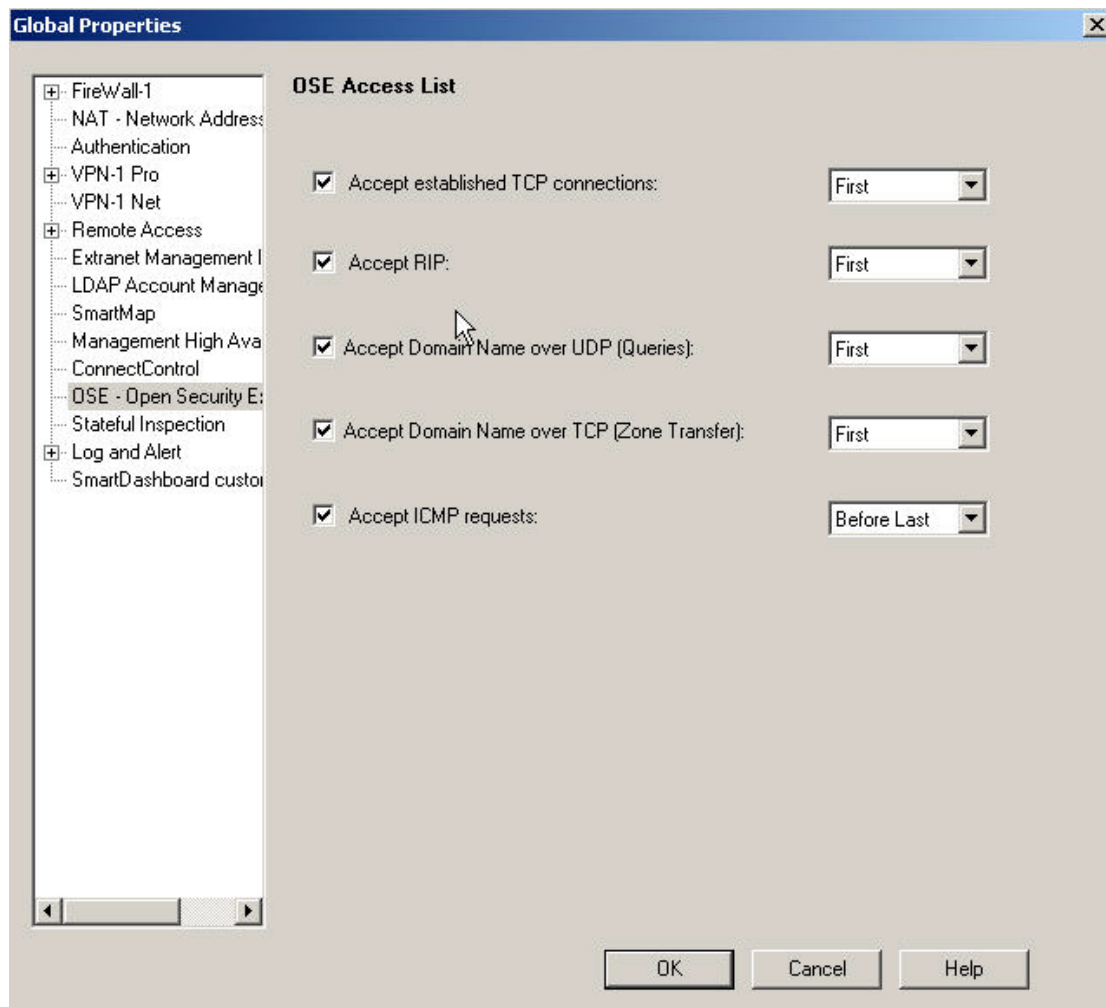 Global Properties
FireWall-1
NAT - Network Address
Authentication
VPN-1 Pro
VPN-1 Net
Remote Access
Extranet Management I
LDAP Account Manage
SmartMap
Management High Ava
ConnectControl
OSE - Open Security E
Stateful Inspection
Log and Alert
SmartDashboard custo
OSE Access List
Accept established TCP connections: First
Accept RIP: First
Accept Domain Name over UDP (Queries): First
Accept Domain Name over TCP (Zone Transfer): First
Accept ICMP requests: Before Last
OK Cancel Help